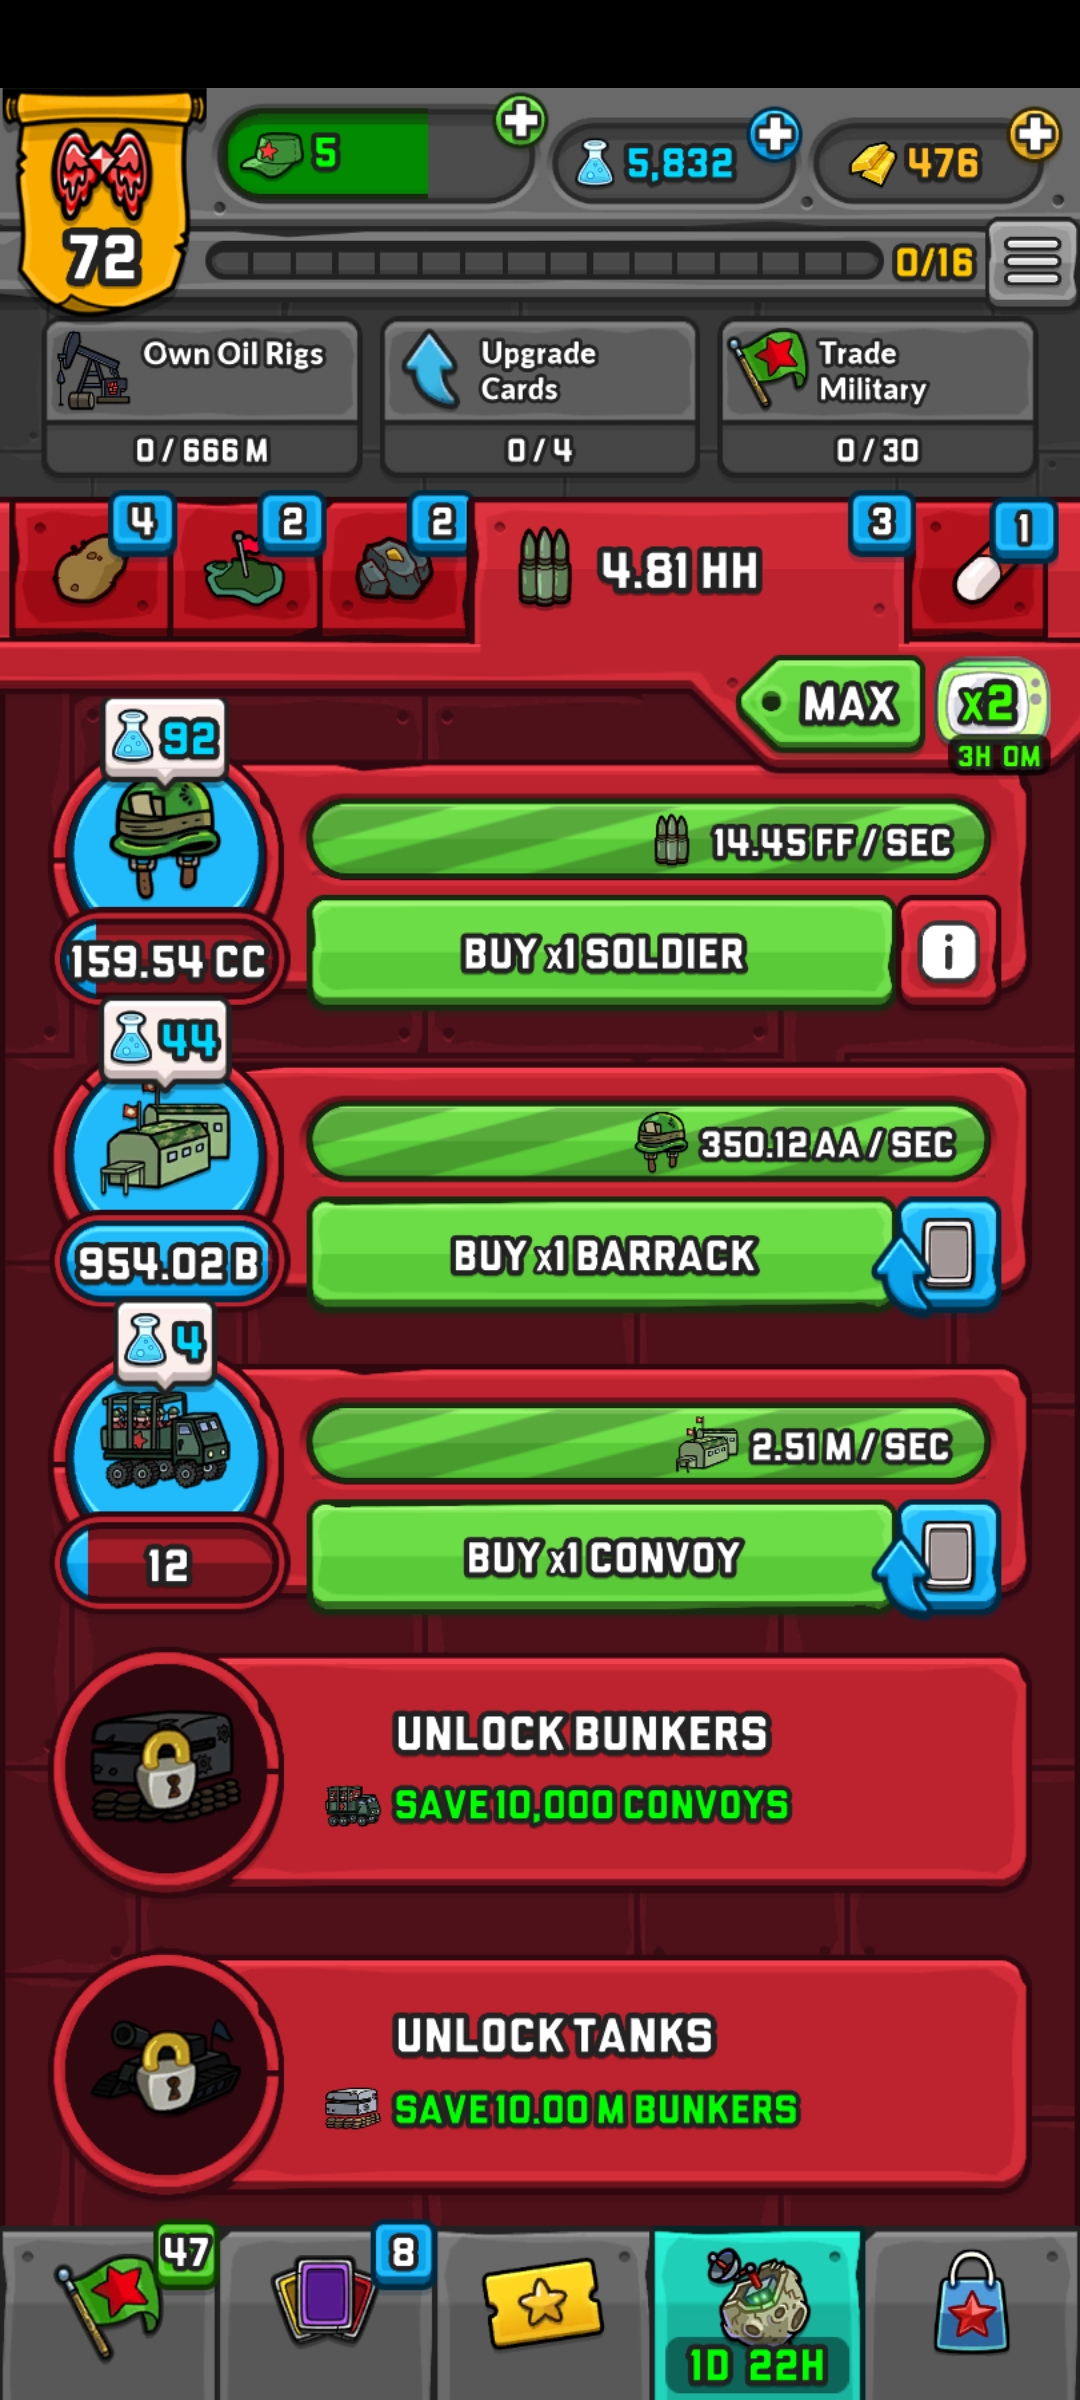 72
5
5,832
476
0/16
Own Oil Rigs
0 / 666 M
Upgrade
Cards
0 / 4
Trade
Military
0 / 30
4
2
2
4.81 HH
3
1
MAX
x2
3H 0M
92
14.45 FF / SEC
159.54 CC
BUY x1 SOLDIER
i
44
350.12 AA / SEC
954.02 B
BUY x1 BARRACK
4
2.51 M / SEC
12
BUY x1 CONVOY
UNLOCK BUNKERS
SAVE 10,000 CONVOYS
UNLOCK TANKS
SAVE 10.00 M BUNKERS
47
8
1D 22H